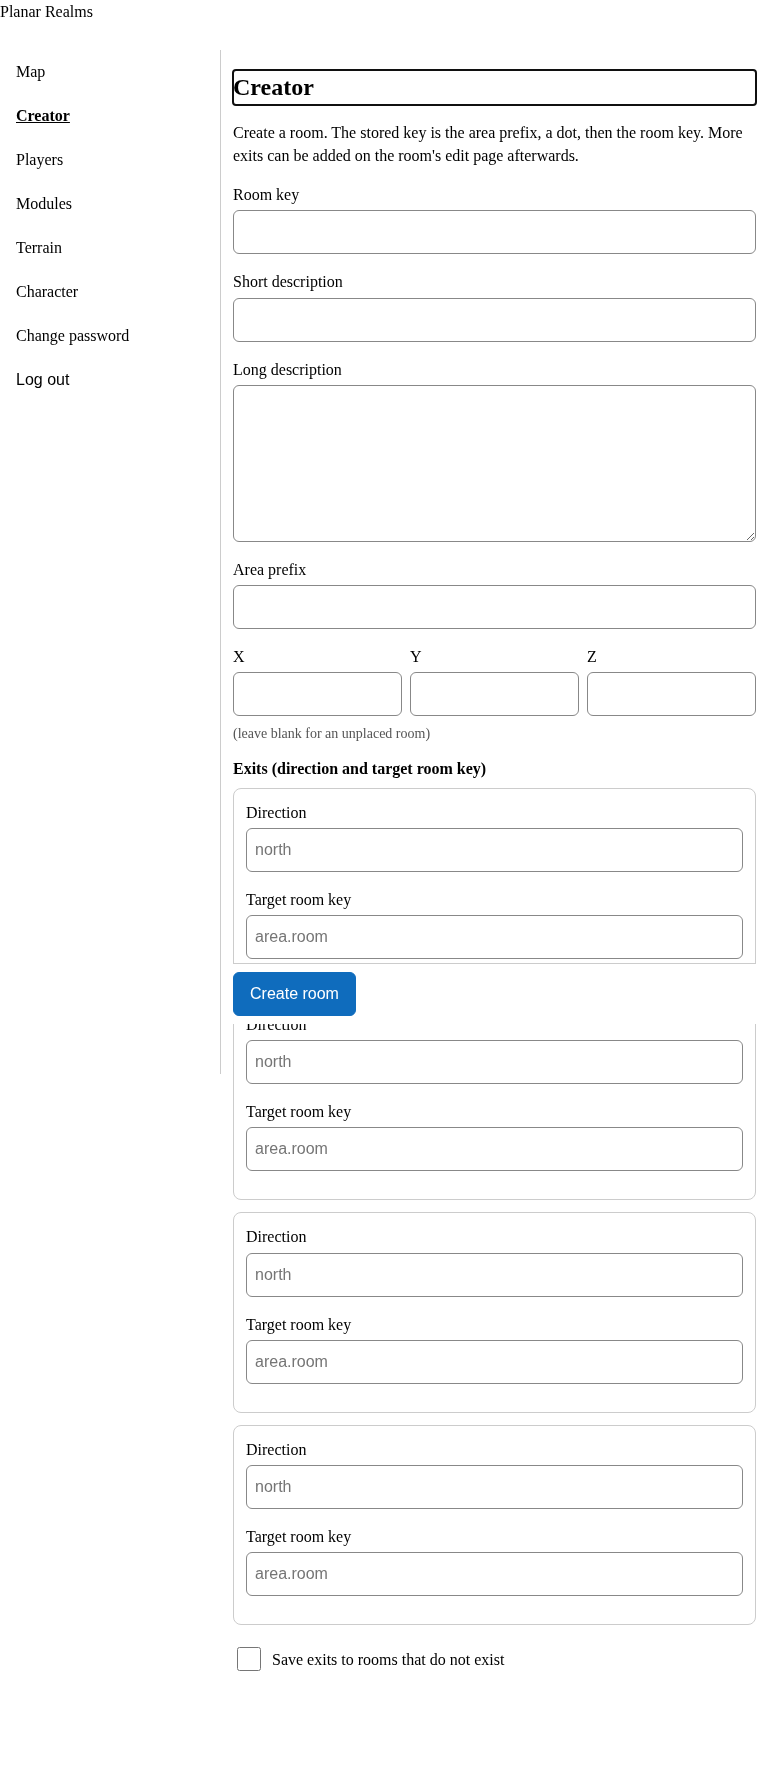 Planar Realms
Map
Creator
Players
Modules
Terrain
Character
Change password
Log out
Creator
Create a room. The stored key is the area prefix, a dot, then the room key. More
exits can be added on the room's edit page afterwards.
Room key
Short description
Long description
Area prefix
X Y Z
(leave blank for an unplaced room)
Exits (direction and target room key)
Direction
north
Target room key
area.room
Create room
Direction
north
Target room key
area.room
Direction
north
Target room key
area.room
Direction
north
Target room key
area.room
Save exits to rooms that do not exist